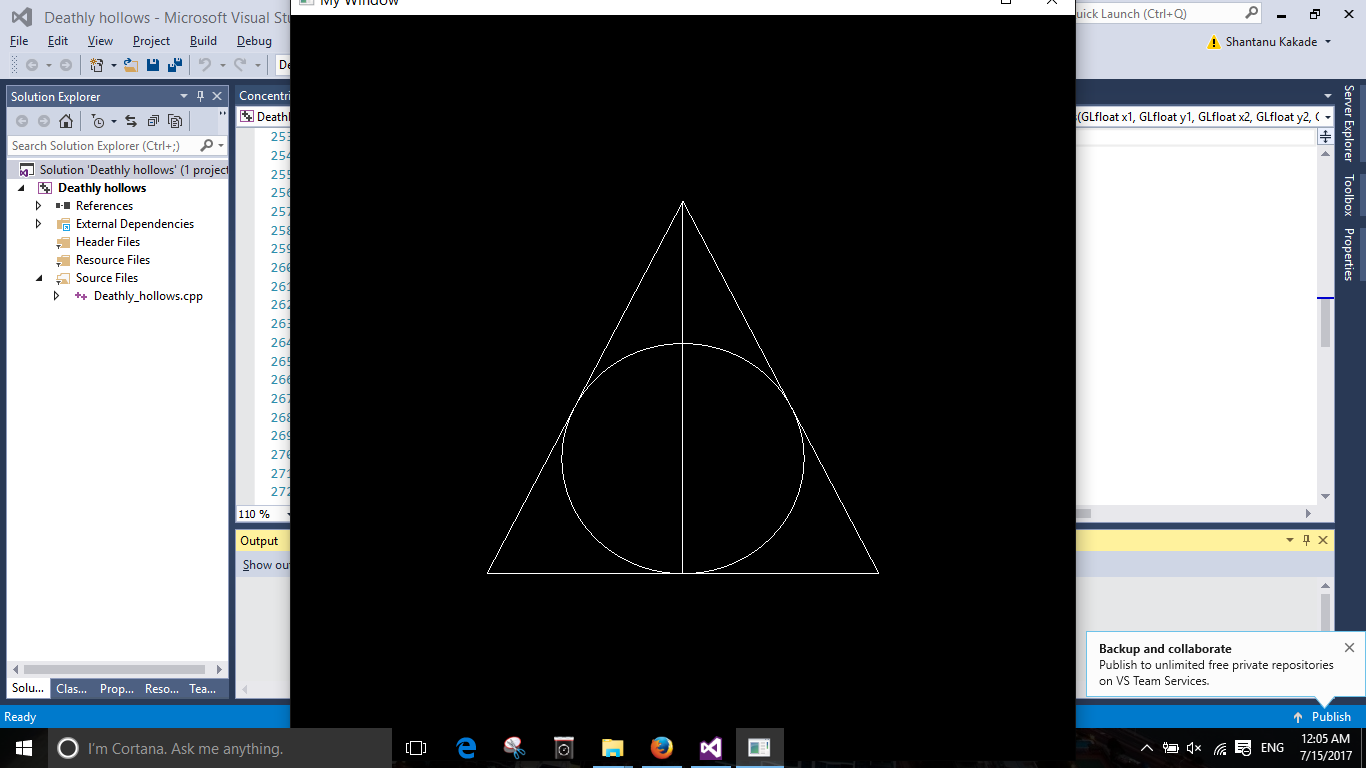 Deathly hollows - Microsoft Visual Stu
My Window
uick Launch (Ctrl+Q)
File Edit View Project Build Debug
Shantanu Kakade
De
Solution Explorer
Search Solution Explorer (Ctrl+;)
Solution 'Deathly hollows' (1 project
Deathly hollows
References
External Dependencies
Header Files
Resource Files
Source Files
Deathly_hollows.cpp
Solu... Clas... Prop... Reso... Tea...
Concentri
Deathl
s(GLfloat x1, GLfloat y1, GLfloat x2, GLfloat y2, G
253
254
255
256
257
258
259
260
261
262
263
264
265
266
267
268
269
270
271
272
110 %
Output
Show out
Server Explorer
Toolbox
Properties
Backup and collaborate
Publish to unlimited free private repositories
on VS Team Services.
Ready
Publish
I'm Cortana. Ask me anything.
ENG
12:05 AM
7/15/2017